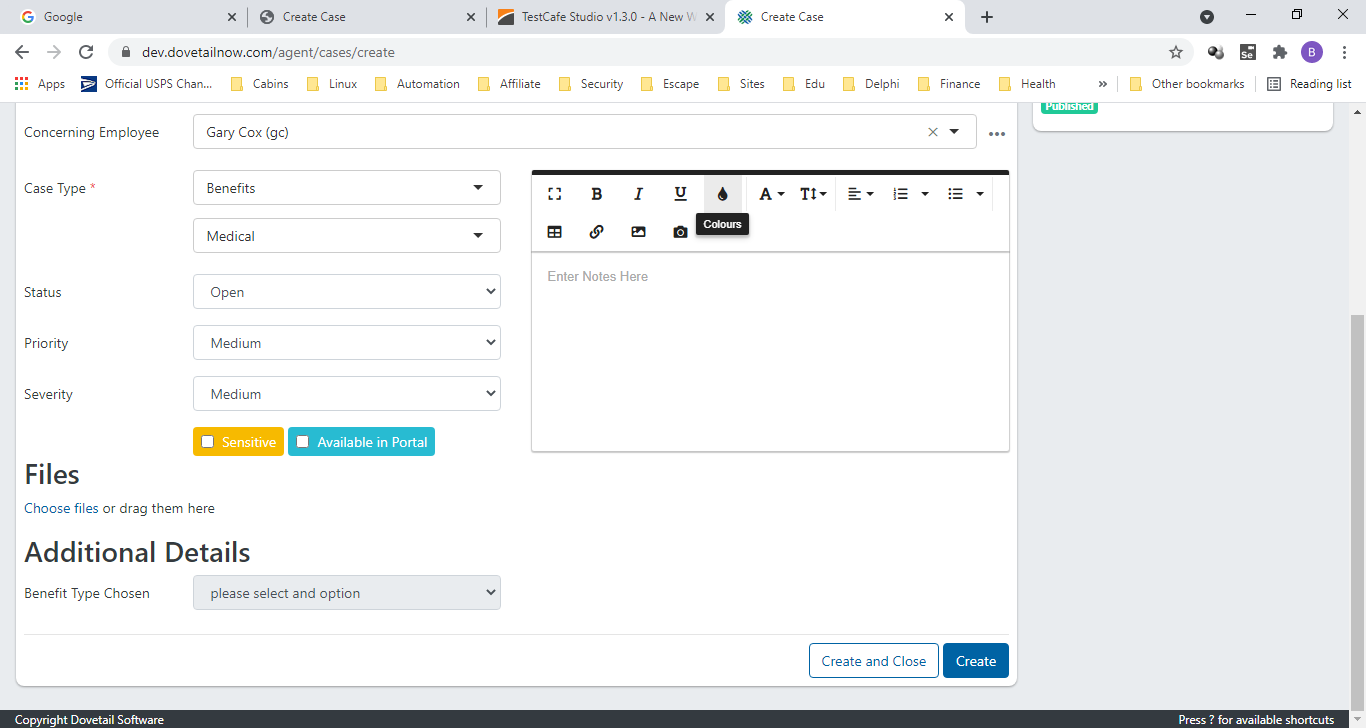 Google
Create Case
TestCafe Studio v1.3.0 - A New W
Create Case
dev.dovetailnow.com/agent/cases/create
Se
B
Apps
Official USPS Chan...
Cabins
Linux
Automation
Affiliate
Security
Escape
Sites
Edu
Delphi
Finance
Health
»
Other bookmarks
Reading list
Published
Concerning Employee
Gary Cox (gc)
Case Type *
Benefits
Medical
B I U A T
Colours
Enter Notes Here
Status
Open
Priority
Medium
Severity
Medium
Sensitive
Available in Portal
Files
Choose files or drag them here
Additional Details
Benefit Type Chosen
please select and option
Create and Close
Create
Copyright Dovetail Software
Press ? for available shortcuts